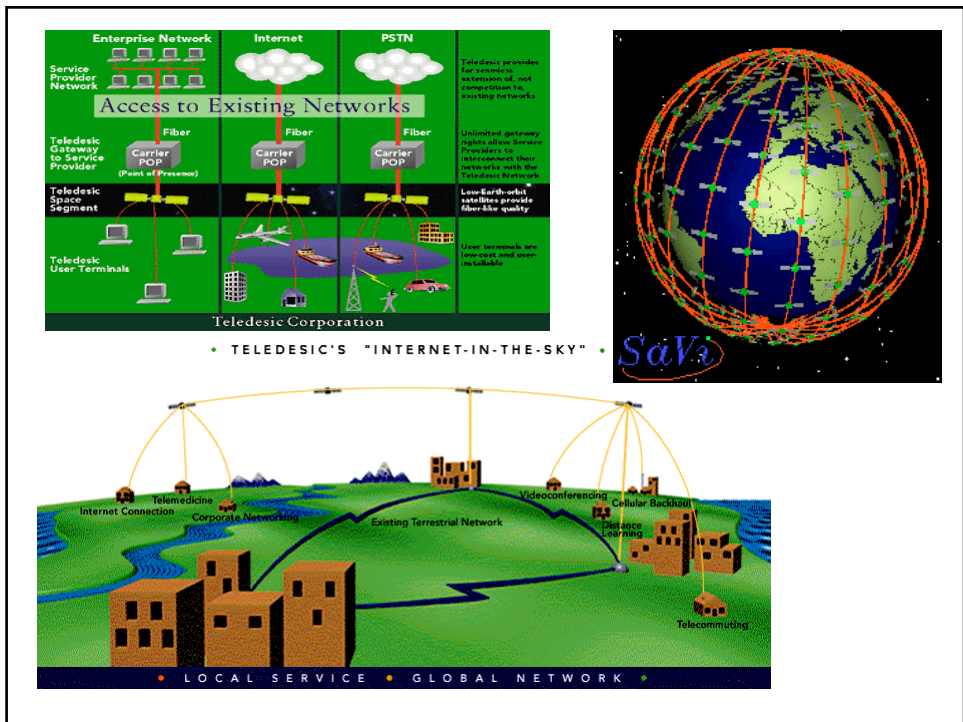 Enterprise Network
Internet
PSTN
Service
Provider
Network
Teledesic provides
for seamless
extension of, not
competition to,
existing networks
Access to Existing Networks
Fiber
Fiber
Fiber
Teledesic
Gateway
to Service
Provider
Carrier
POP
(Point of Presence)
Carrier
POP
Carrier
POP
Unlimited gateway
rights allow Service
Providers to
interconnect their
networks with the
Teledesic Network
Teledesic
Space
Segment
Low-Earth-orbit
satellites provide
fiber-like quality
Teledesic
User Terminals
User terminals are
low-cost and user-
installable
Teledesic Corporation
SaVi
• TELEDESIC'S "INTERNET-IN-THE-SKY" •
Internet Connection
Telemedicine
Corporate Networking
Existing Terrestrial Network
Videoconferencing
Cellular Backhaul
Distance
Learning
Telecommuting
• LOCAL SERVICE • GLOBAL NETWORK •